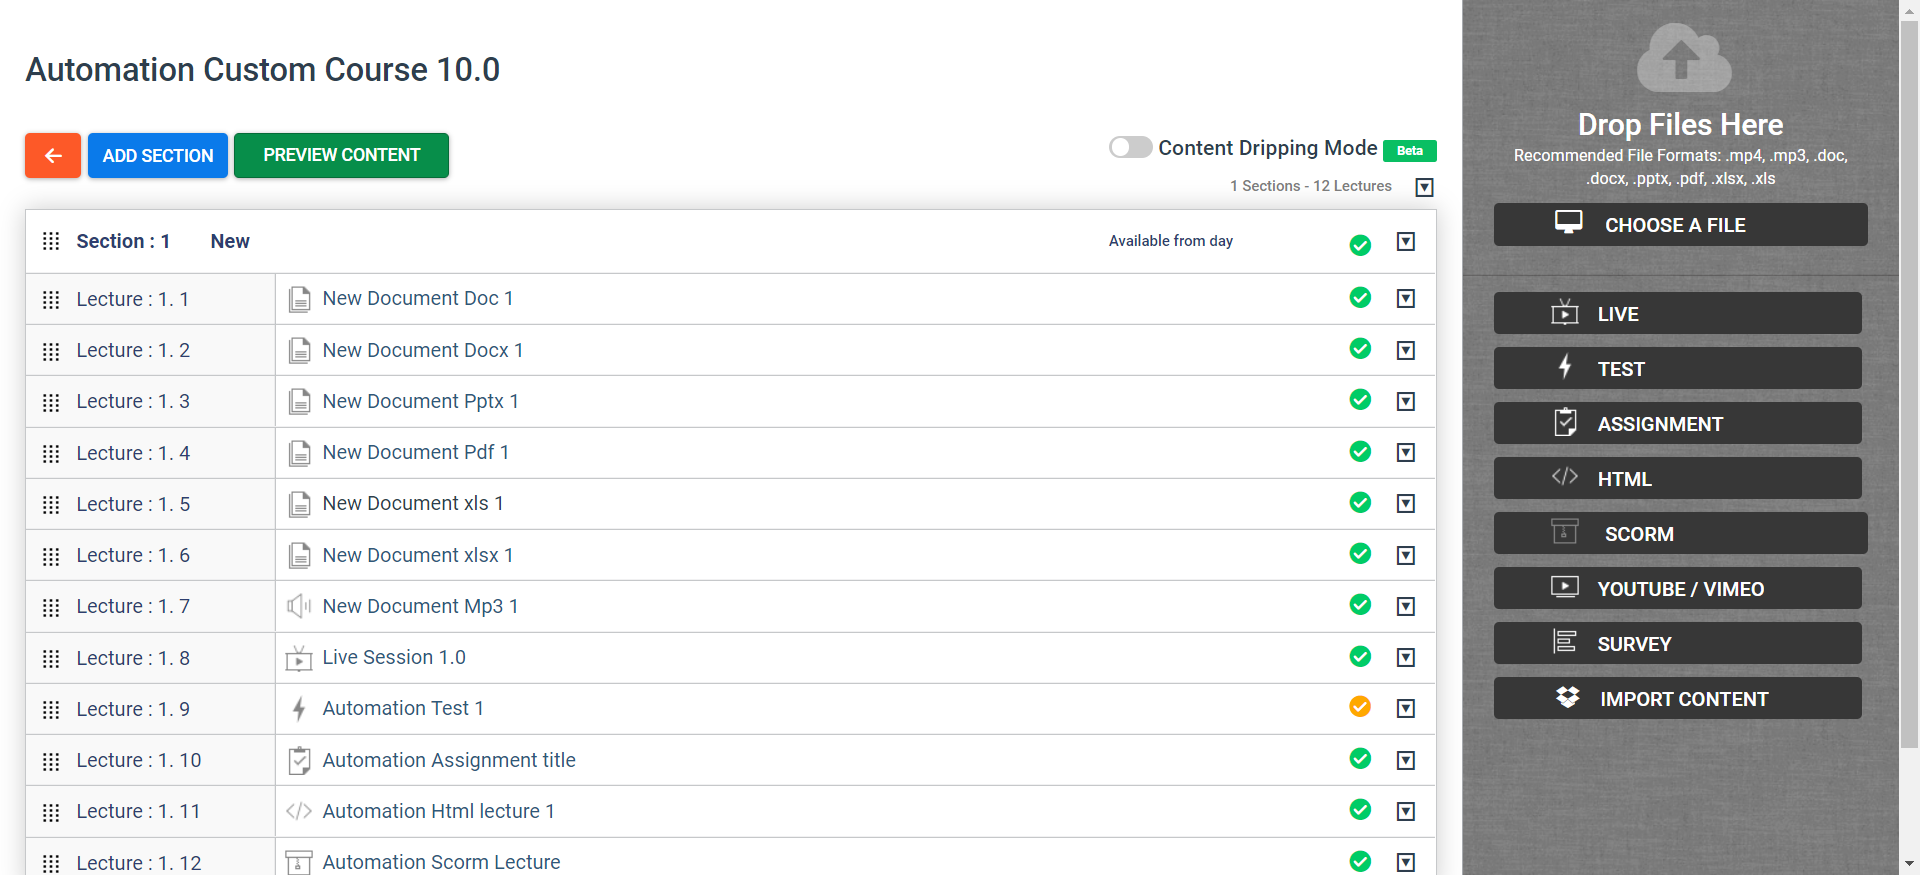 Automation Custom Course 10.0
ADD SECTION
PREVIEW CONTENT
Content Dripping Mode Beta
1 Sections - 12 Lectures
Section : 1 New Available from day
Lecture : 1. 1 New Document Doc 1
Lecture : 1. 2 New Document Docx 1
Lecture : 1. 3 New Document Pptx 1
Lecture : 1. 4 New Document Pdf 1
Lecture : 1. 5 New Document xls 1
Lecture : 1. 6 New Document xlsx 1
Lecture : 1. 7 New Document Mp3 1
Lecture : 1. 8 Live Session 1.0
Lecture : 1. 9 Automation Test 1
Lecture : 1. 10 Automation Assignment title
Lecture : 1. 11 Automation Html lecture 1
Lecture : 1. 12 Automation Scorm Lecture
Drop Files Here
Recommended File Formats: .mp4, .mp3, .doc,
.docx, .pptx, .pdf, .xlsx, .xls
CHOOSE A FILE
LIVE
TEST
ASSIGNMENT
HTML
SCORM
YOUTUBE / VIMEO
SURVEY
IMPORT CONTENT